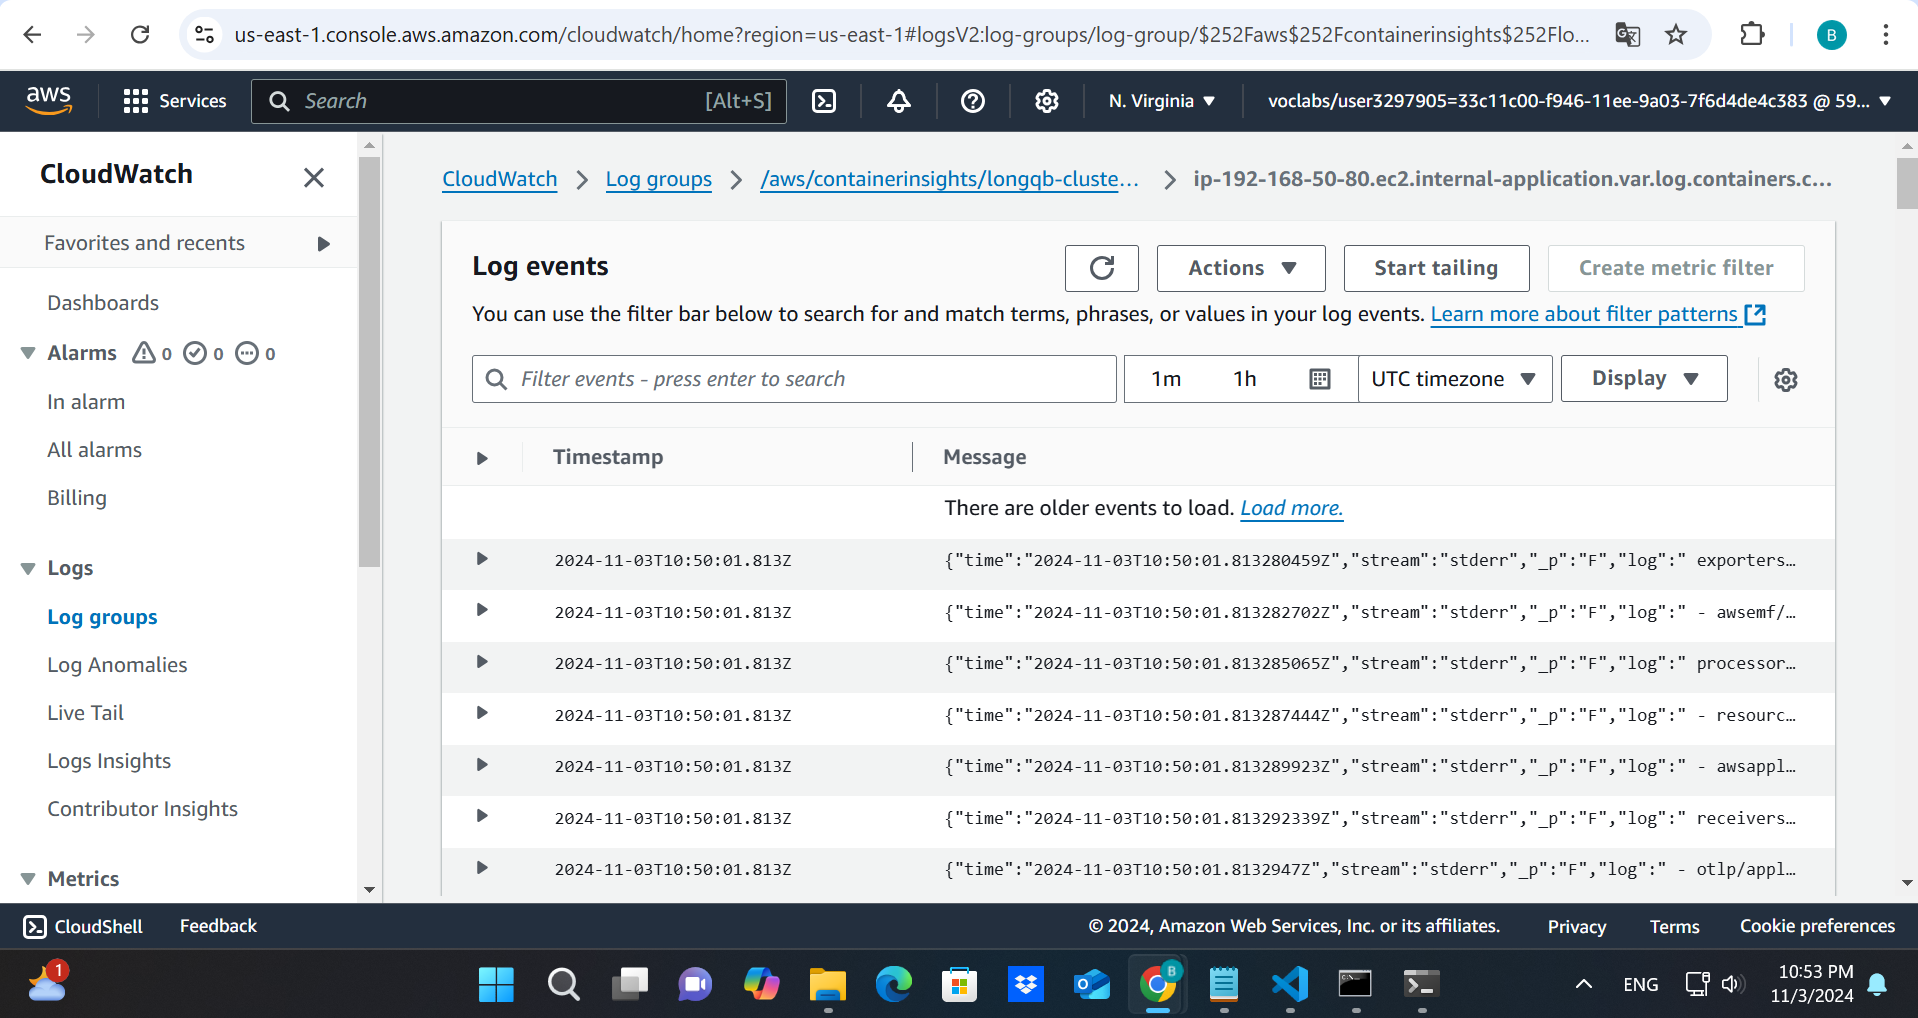 us-east-1.console.aws.amazon.com/cloudwatch/home?region=us-east-1#logsV2:log-groups/log-group/$252Faws$252Fcontainerinsights$252Flo...
B
aws
Services
Search
[Alt+S]
N. Virginia
voclabs/user3297905=33c11c00-f946-11ee-9a03-7f6d4de4c383 @ 59...
CloudWatch
Favorites and recents
Dashboards
Alarms 0 0 0
In alarm
All alarms
Billing
Logs
Log groups
Log Anomalies
Live Tail
Logs Insights
Contributor Insights
Metrics
CloudWatch
Log groups
/aws/containerinsights/longqb-cluste...
ip-192-168-50-80.ec2.internal-application.var.log.containers.c...
Log events
Actions
Start tailing
Create metric filter
You can use the filter bar below to search for and match terms, phrases, or values in your log events. Learn more about filter patterns
Filter events - press enter to search
1m
1h
UTC timezone
Display
Timestamp
Message
There are older events to load. Load more.
2024-11-03T10:50:01.813Z {"time":"2024-11-03T10:50:01.813280459Z","stream":"stderr","_p":"F","log":" exporters...
2024-11-03T10:50:01.813Z {"time":"2024-11-03T10:50:01.813282702Z","stream":"stderr","_p":"F","log":" - awsemf/...
2024-11-03T10:50:01.813Z {"time":"2024-11-03T10:50:01.813285065Z","stream":"stderr","_p":"F","log":" processor...
2024-11-03T10:50:01.813Z {"time":"2024-11-03T10:50:01.813287444Z","stream":"stderr","_p":"F","log":" - resourc...
2024-11-03T10:50:01.813Z {"time":"2024-11-03T10:50:01.813289923Z","stream":"stderr","_p":"F","log":" - awsappl...
2024-11-03T10:50:01.813Z {"time":"2024-11-03T10:50:01.813292339Z","stream":"stderr","_p":"F","log":" receivers...
2024-11-03T10:50:01.813Z {"time":"2024-11-03T10:50:01.8132947Z","stream":"stderr","_p":"F","log":" - otlp/appl...
CloudShell
Feedback
© 2024, Amazon Web Services, Inc. or its affiliates.
Privacy
Terms
Cookie preferences
1
B
ENG
10:53 PM
11/3/2024